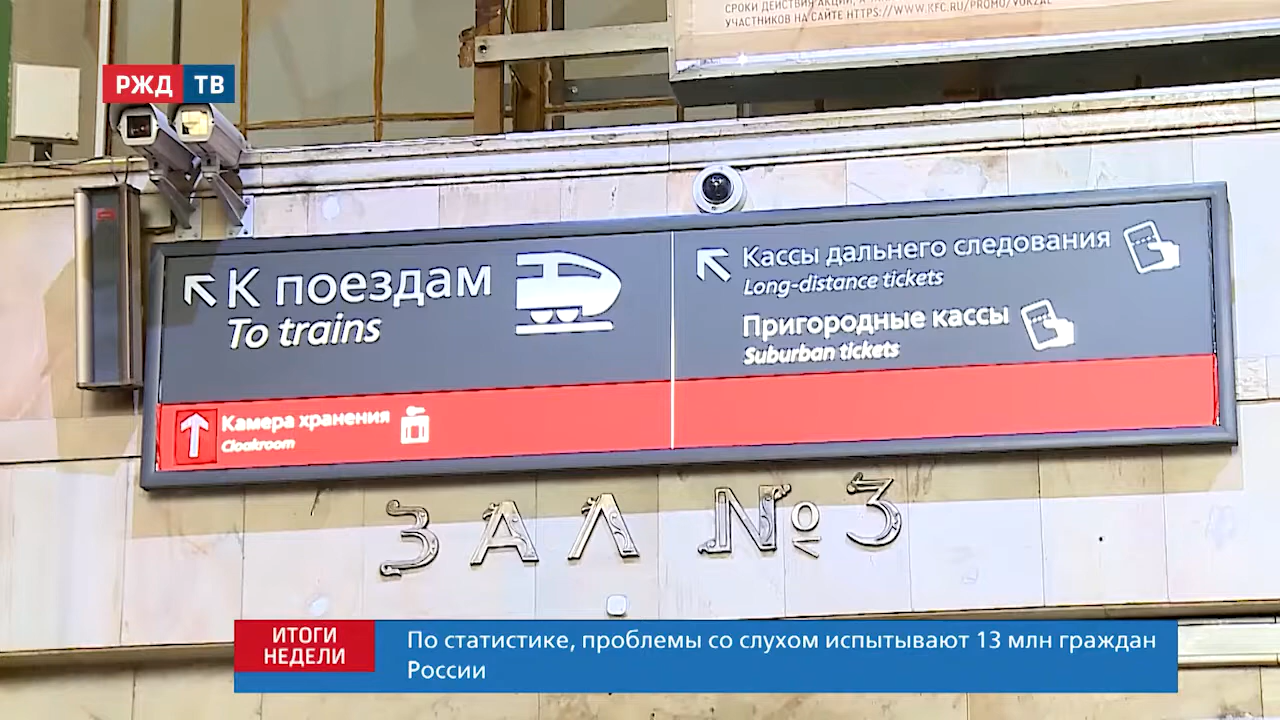 СРОКИ ДЕЙСТВИЯ АКЦИИ,
УЧАСТНИКОВ НА САЙТЕ HTTPS://WWW.KFC.RU/PROMO/VOKZAL
РЖД ТВ
К поездам
To trains
Кассы дальнего следования
Long-distance tickets
Пригородные кассы
Suburban tickets
Камера хранения
Cloakroom
ЗАЛ № 3
ИТОГИ
НЕДЕЛИ
По статистике, проблемы со слухом испытывают 13 млн граждан
России